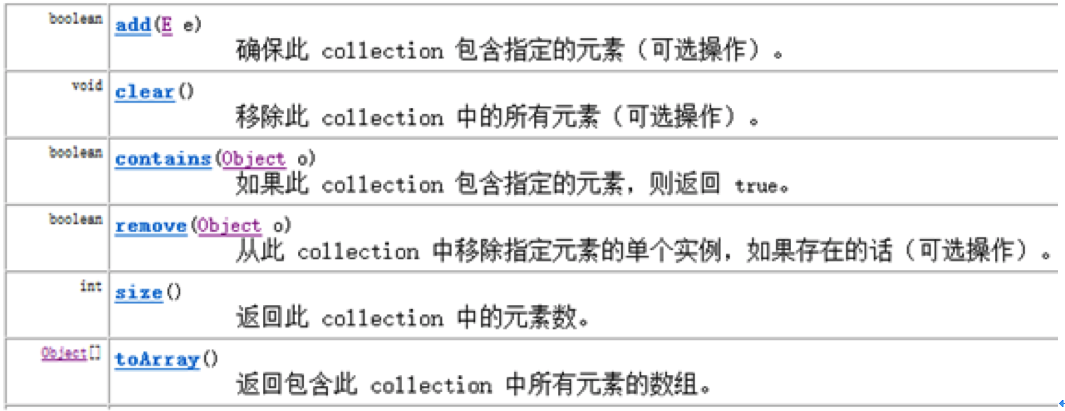 boolean add(E e)
确保此 collection 包含指定的元素（可选操作）。
void clear()
移除此 collection 中的所有元素（可选操作）。
boolean contains(Object o)
如果此 collection 包含指定的元素，则返回 true。
boolean remove(Object o)
从此 collection 中移除指定元素的单个实例，如果存在的话（可选操作）。
int size()
返回此 collection 中的元素数。
Object[] toArray()
返回包含此 collection 中所有元素的数组。